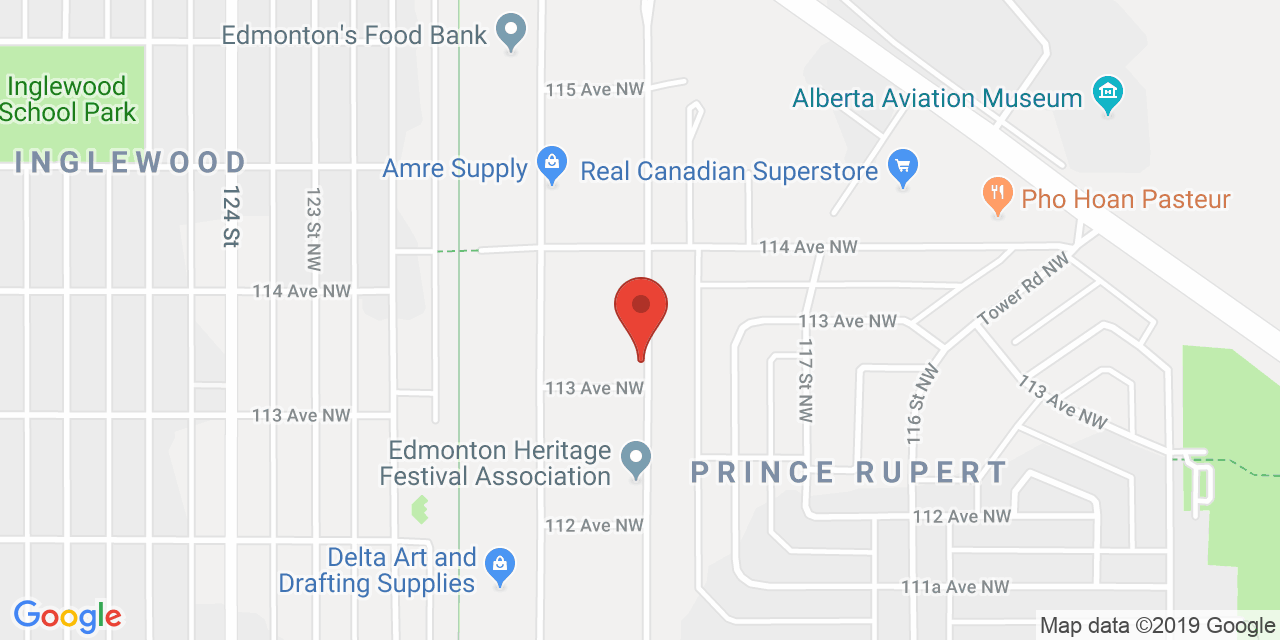 Edmonton's Food Bank
115 Ave NW
Inglewood
School Park
Alberta Aviation Museum
INGLEWOOD
Amre Supply
Real Canadian Superstore
Pho Hoan Pasteur
124 St
123 St NW
114 Ave NW
114 Ave NW
Tower Rd NW
113 Ave NW
117 St NW
116 St NW
113 Ave NW
113 Ave NW
113 Ave NW
Edmonton Heritage
Festival Association
PRINCE RUPERT
112 Ave NW
112 Ave NW
Delta Art and
Drafting Supplies
111a Ave NW
Google
Map data ©2019 Google